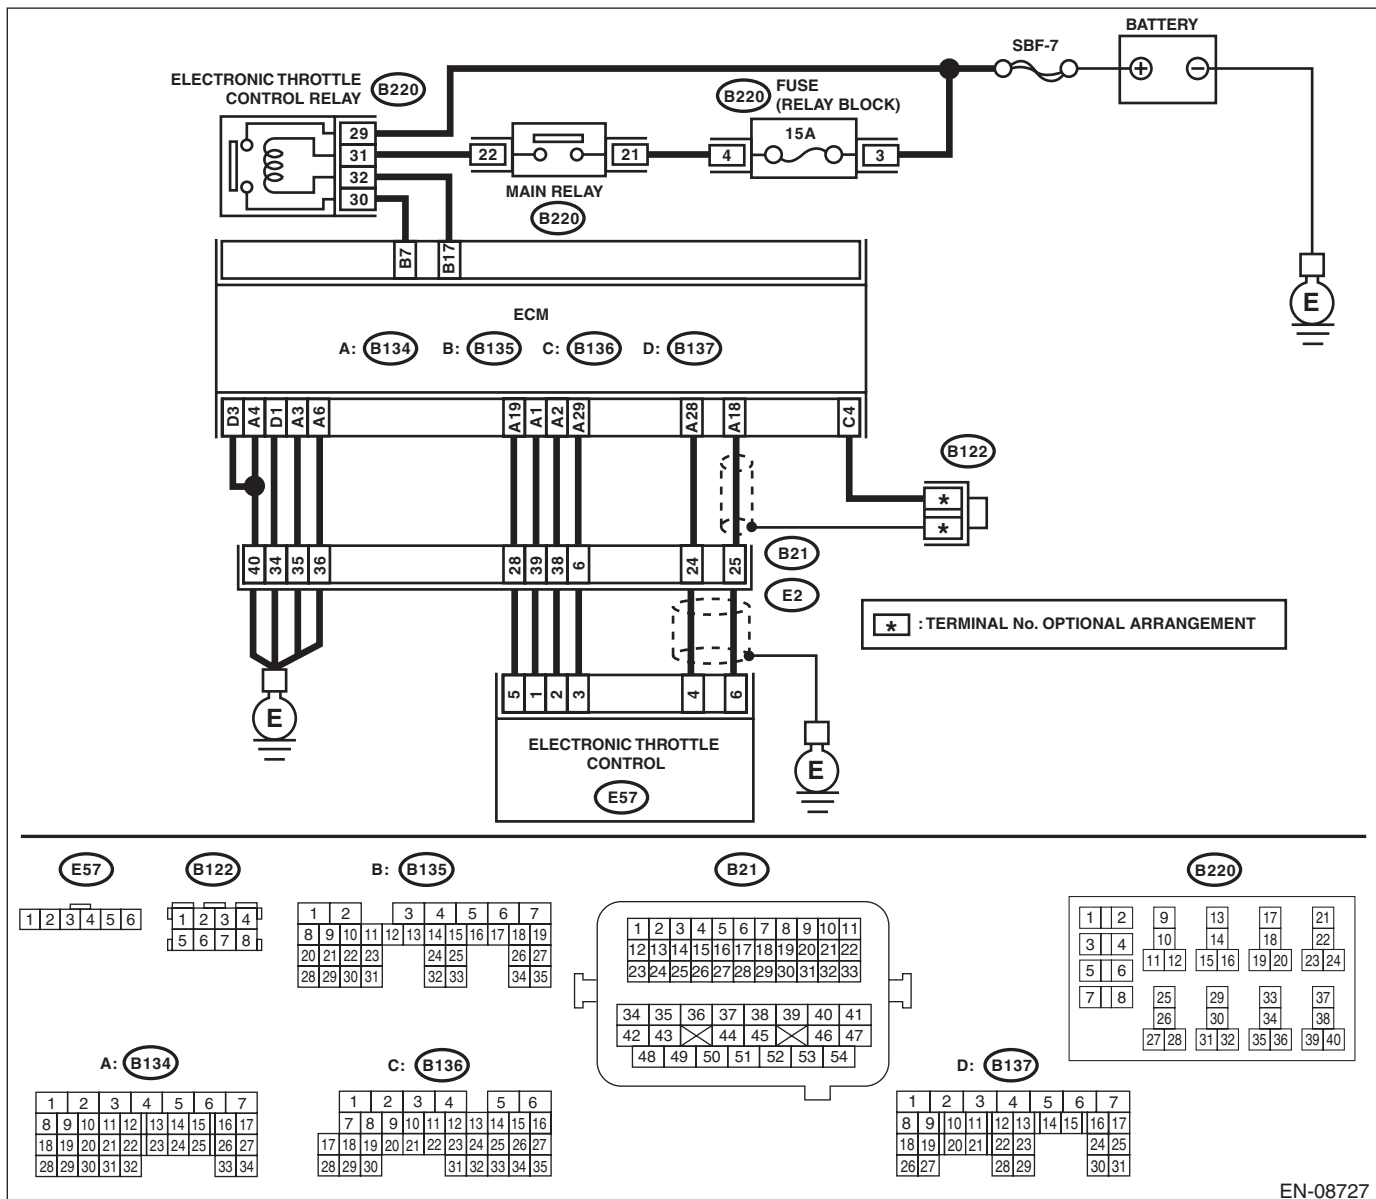 BATTERY
SBF-7
ELECTRONIC THROTTLE
CONTROL RELAY
B220
B220
FUSE
(RELAY BLOCK)
15A
29
31
32
30
22
21
4
3
MAIN RELAY
B220
B7
B17
E
ECM
A: B134 B: B135 C: B136 D: B137
D3 A4 D1 A3 A6 A19 A1 A2 A29 A28 A18 C4
B122
*
*
40 34 35 36 28 39 38 6 24 25
B21
E2
* : TERMINAL No. OPTIONAL ARRANGEMENT
5 1 2 3 4 6
E
E
ELECTRONIC THROTTLE
CONTROL
E57
E57
1 2 3 4 5 6
B122
1 2 3 4
5 6 7 8
B: B135
1 2 3 4 5 6 7
8 9 10 11 12 13 14 15 16 17 18 19
20 21 22 23 24 25 26 27
28 29 30 31 32 33 34 35
B21
1 2 3 4 5 6 7 8 9 10 11
12 13 14 15 16 17 18 19 20 21 22
23 24 25 26 27 28 29 30 31 32 33
34 35 36 37 38 39 40 41
42 43 44 45 46 47
48 49 50 51 52 53 54
B220
1 2 9 13 17 21
3 4 10 14 18 22
11 12 15 16 19 20 23 24
5 6
7 8 25 29 33 37
26 30 34 38
27 28 31 32 35 36 39 40
A: B134
1 2 3 4 5 6 7
8 9 10 11 12 13 14 15 16 17
18 19 20 21 22 23 24 25 26 27
28 29 30 31 32 33 34
C: B136
1 2 3 4 5 6
7 8 9 10 11 12 13 14 15 16
17 18 19 20 21 22 23 24 25 26 27
28 29 30 31 32 33 34 35
D: B137
1 2 3 4 5 6 7
8 9 10 11 12 13 14 15 16 17
18 19 20 21 22 23 24 25
26 27 28 29 30 31
EN-08727